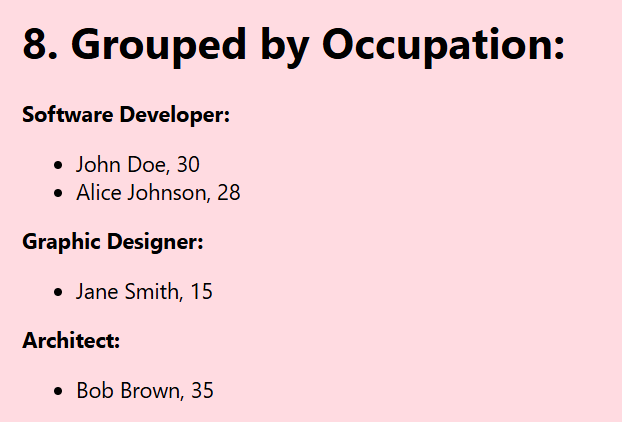 8. Grouped by Occupation:
Software Developer:
• John Doe, 30
• Alice Johnson, 28
Graphic Designer:
• Jane Smith, 15
Architect:
• Bob Brown, 35